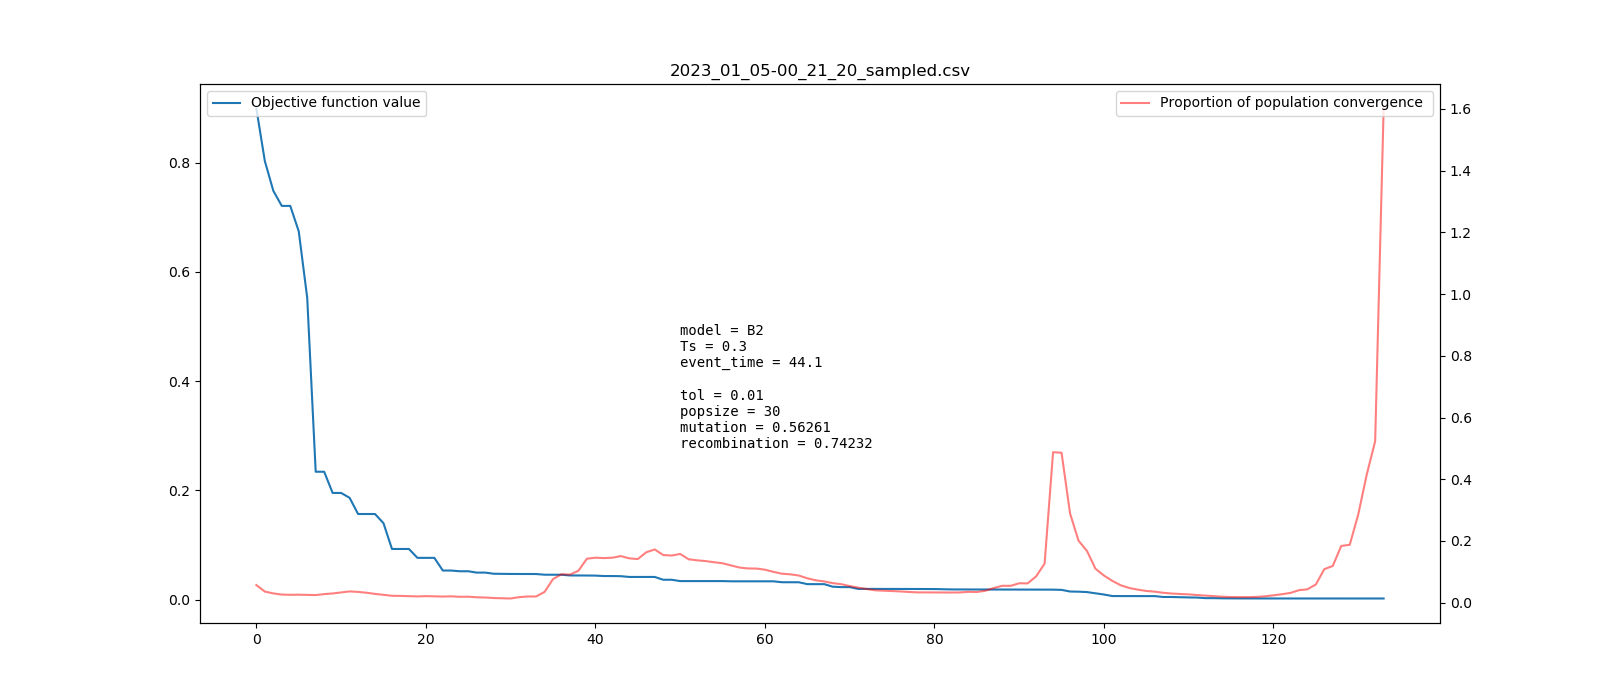 2023_01_05-00_21_20_sampled.csv
Objective function value
Proportion of population convergence
0.8
0.6
0.4
0.2
0.0
1.6
1.4
1.2
1.0
0.8
0.6
0.4
0.2
0.0
model = B2
Ts = 0.3
event_time = 44.1
tol = 0.01
popsize = 30
mutation = 0.56261
recombination = 0.74232
0 20 40 60 80 100 120